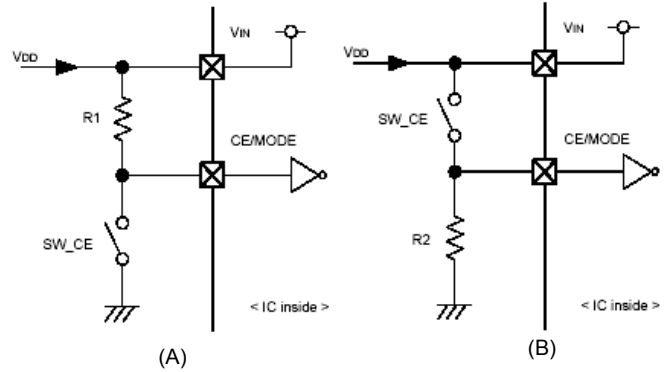 VIN
VDD
R1
CE/MODE
SW_CE
< IC inside >
(A)
VIN
VDD
SW_CE
CE/MODE
R2
< IC inside >
(B)